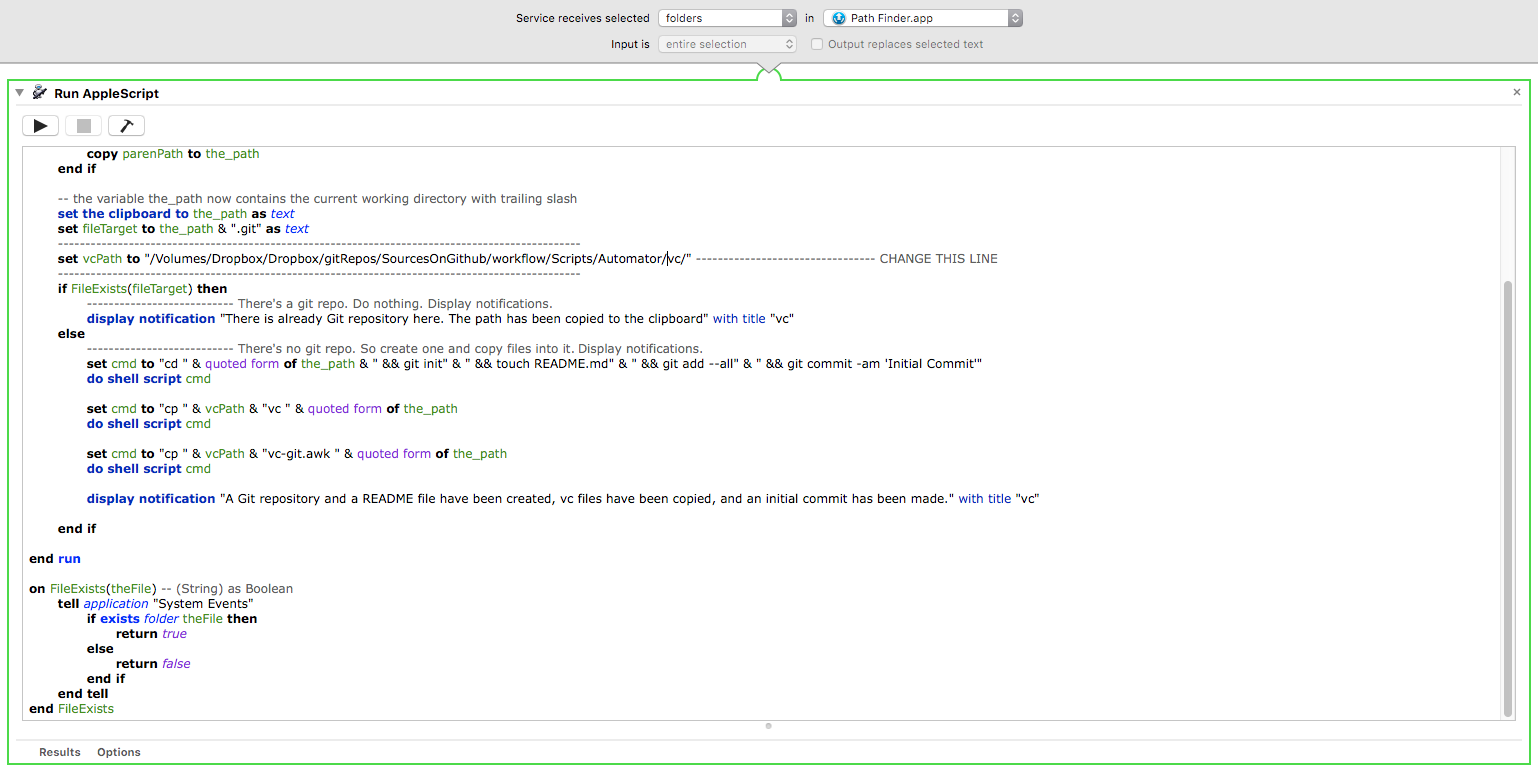 Service receives selected folders in Path Finder.app
Input is entire selection Output replaces selected text
Run AppleScript
copy parenPath to the_path
end if
-- the variable the_path now contains the current working directory with trailing slash
set the clipboard to the_path as text
set fileTarget to the_path & ".git" as text
------------------------------------------------------------------------------------------------
set vcPath to "/Volumes/Dropbox/Dropbox/gitRepos/SourcesOnGithub/workflow/Scripts/Automator/vc/" --------------------------------- CHANGE THIS LINE
------------------------------------------------------------------------------------------------
if FileExists(fileTarget) then
--------------------------- There's a git repo. Do nothing. Display notifications.
display notification "There is already Git repository here. The path has been copied to the clipboard" with title "vc"
else
--------------------------- There's no git repo. So create one and copy files into it. Display notifications.
set cmd to "cd " & quoted form of the_path & " && git init" & " && touch README.md" & " && git add --all" & " && git commit -am 'Initial Commit'"
do shell script cmd
set cmd to "cp " & vcPath & "vc " & quoted form of the_path
do shell script cmd
set cmd to "cp " & vcPath & "vc-git.awk " & quoted form of the_path
do shell script cmd
display notification "A Git repository and a README file have been created, vc files have been copied, and an initial commit has been made." with title "vc"
end if
end run
on FileExists(theFile) -- (String) as Boolean
tell application "System Events"
if exists folder theFile then
return true
else
return false
end if
end tell
end FileExists
Results Options